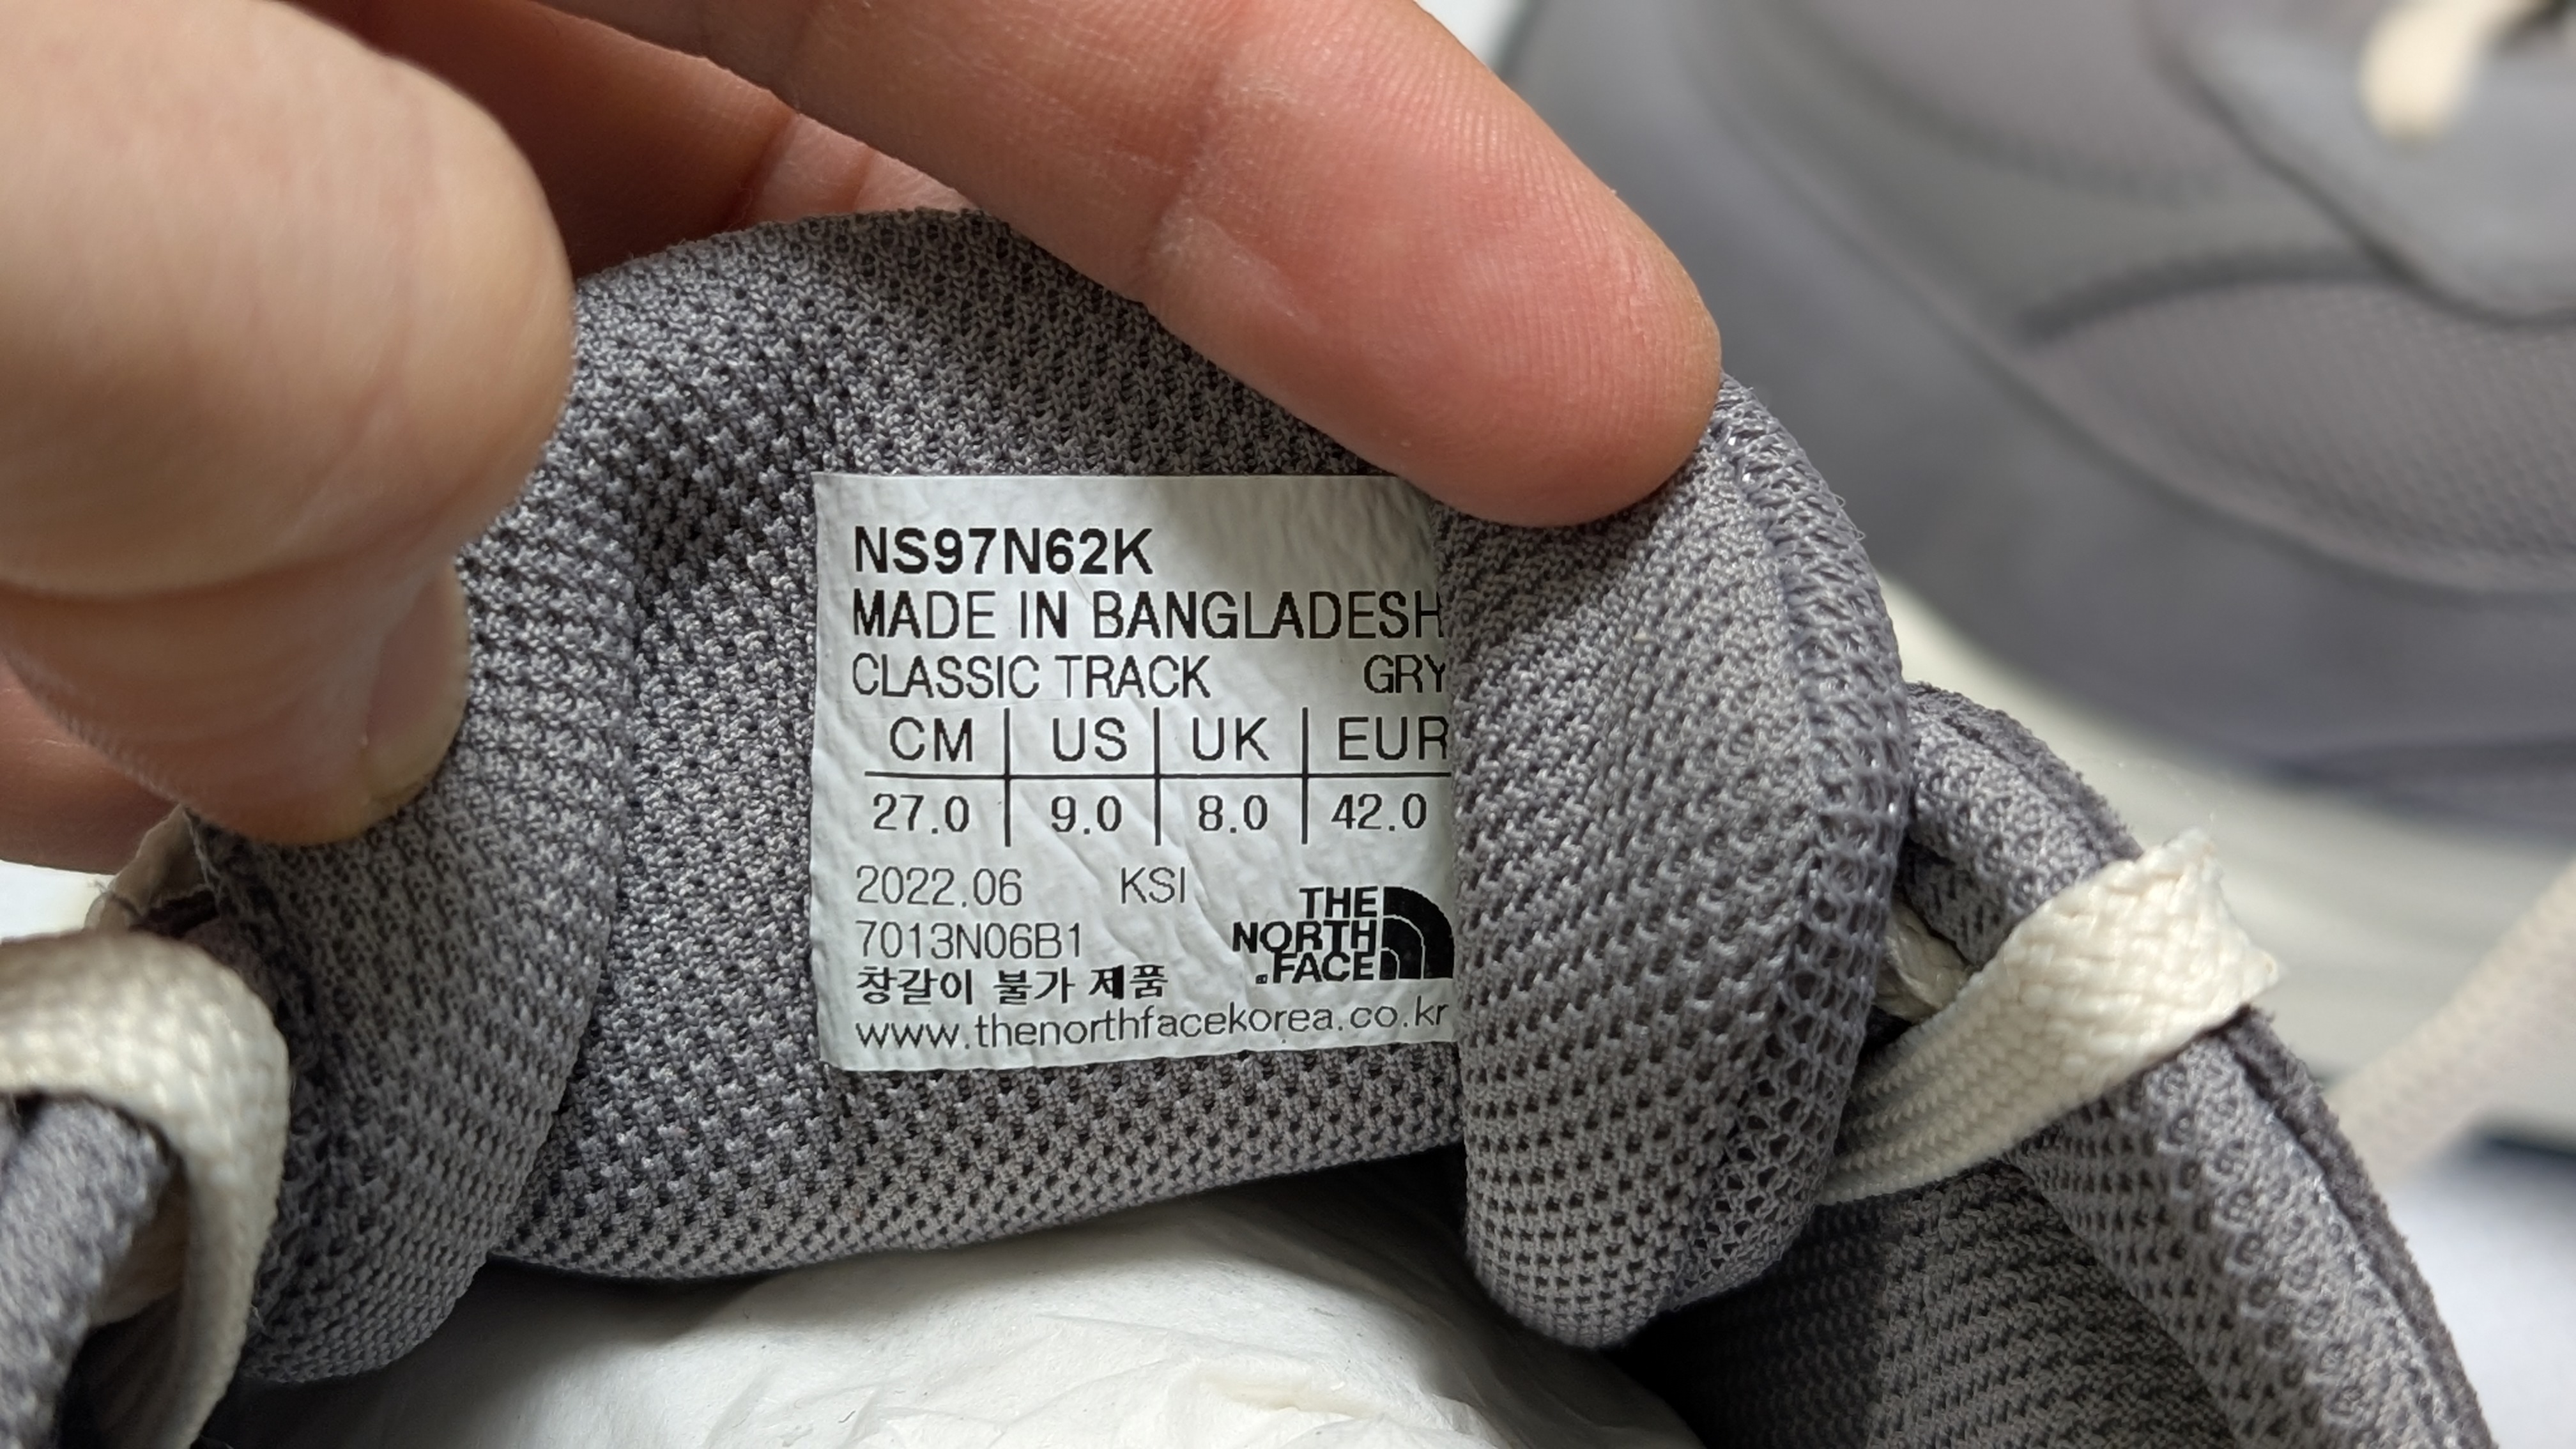 NS97N62K
MADE IN BANGLADESH
CLASSIC TRACK GRY
CM US UK EUR
27.0 9.0 8.0 42.0
2022.06 KSI
7013N06B1
창갈이 불가 제품
THE
NORTH
FACE
www.thenorthfacekorea.co.kr